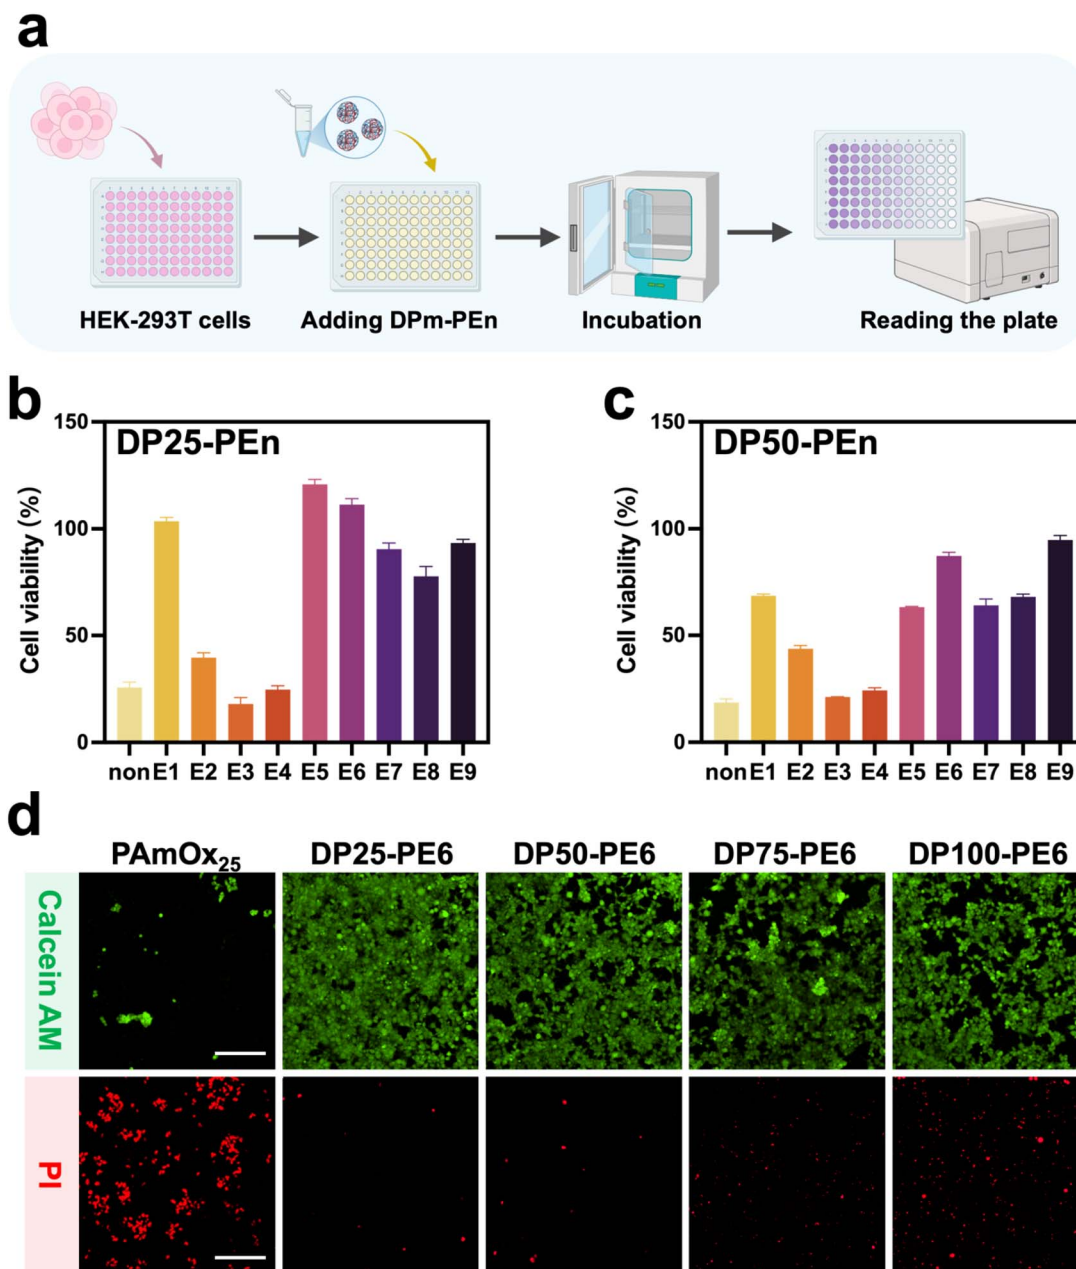 a
HEK-293T cells
Adding DPm-PEn
Incubation
Reading the plate
b
DP25-PEn
Cell viability (%)
150
100
50
0
non E1 E2 E3 E4 E5 E6 E7 E8 E9
c
DP50-PEn
Cell viability (%)
150
100
50
0
non E1 E2 E3 E4 E5 E6 E7 E8 E9
d
PAmOx25 DP25-PE6 DP50-PE6 DP75-PE6 DP100-PE6
Calcein AM
PI